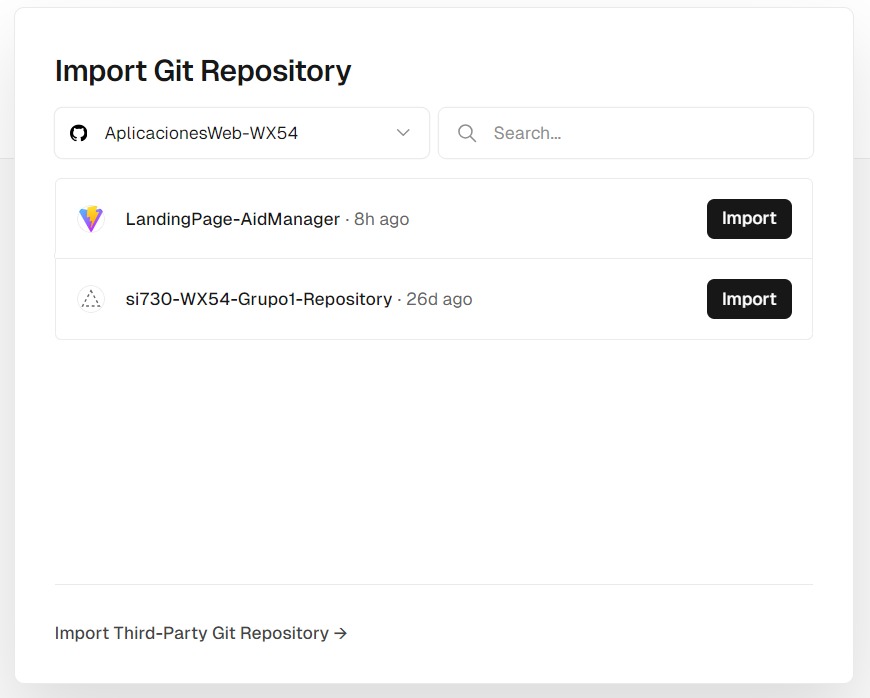 Import Git Repository
AplicacionesWeb-WX54
Search...
LandingPage-AidManager · 8h ago
Import
si730-WX54-Grupo1-Repository · 26d ago
Import
Import Third-Party Git Repository →